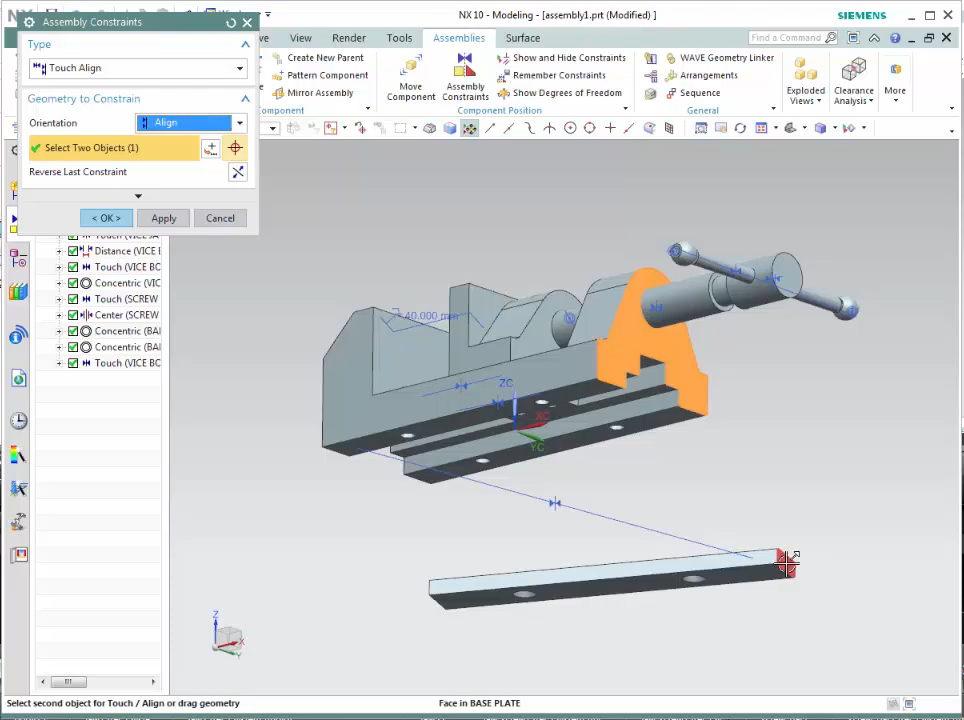 NX 10 - Modeling - [assembly1.prt (Modified) ]
SIEMENS
Assembly Constraints
View
Render
Tools
Assemblies
Surface
Find a Command
Type
Touch Align
Create New Parent
Pattern Component
Mirror Assembly
Move Component
Assembly Constraints
Show and Hide Constraints
Remember Constraints
Show Degrees of Freedom
WAVE Geometry Linker
Arrangements
Sequence
Exploded Views
Clearance Analysis
More
Component Position
General
Geometry to Constrain
Orientation
Align
Select Two Objects (1)
Reverse Last Constraint
< OK >
Apply
Cancel
Distance (VICE B
Touch (VICE BC
Concentric (VIC
Touch (SCREW
Center (SCREW
Concentric (BA
Concentric (BAI
Touch (VICE BC
40.000 mm
ZC
XC
YC
Z
X
Y
Select second object for Touch / Align or drag geometry
Face in BASE PLATE